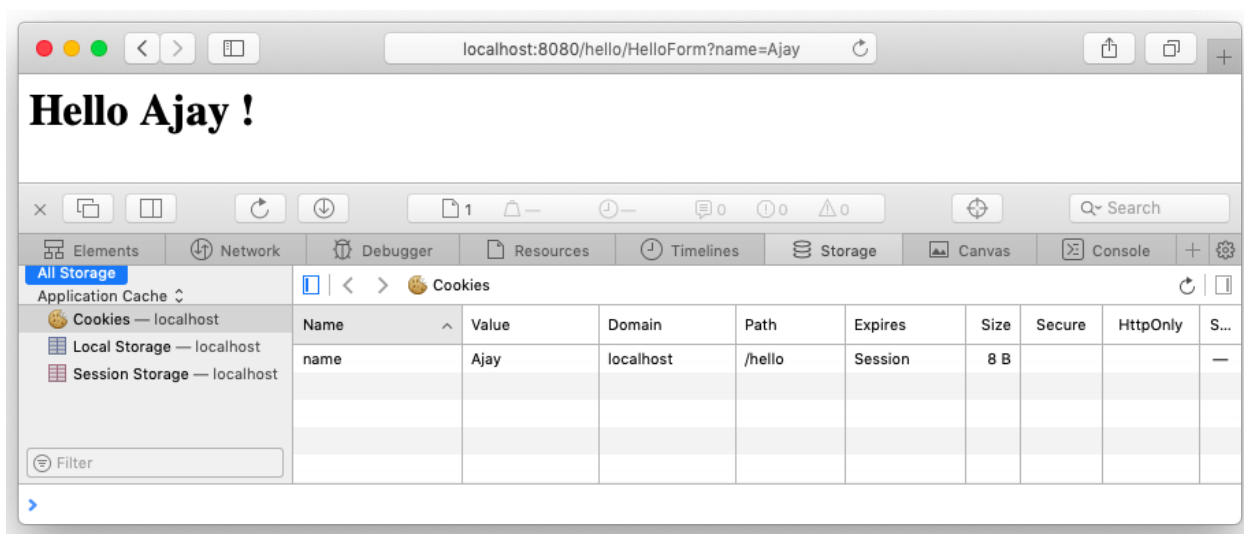 localhost:8080/hello/HelloForm?name=Ajay
Hello Ajay !
1 — — 0 0 0 Search
Elements Network Debugger Resources Timelines Storage Canvas Console
All Storage
Application Cache
Cookies
Cookies — localhost
Local Storage — localhost
Session Storage — localhost
Filter
Name Value Domain Path Expires Size Secure HttpOnly S...
name Ajay localhost /hello Session 8 B —